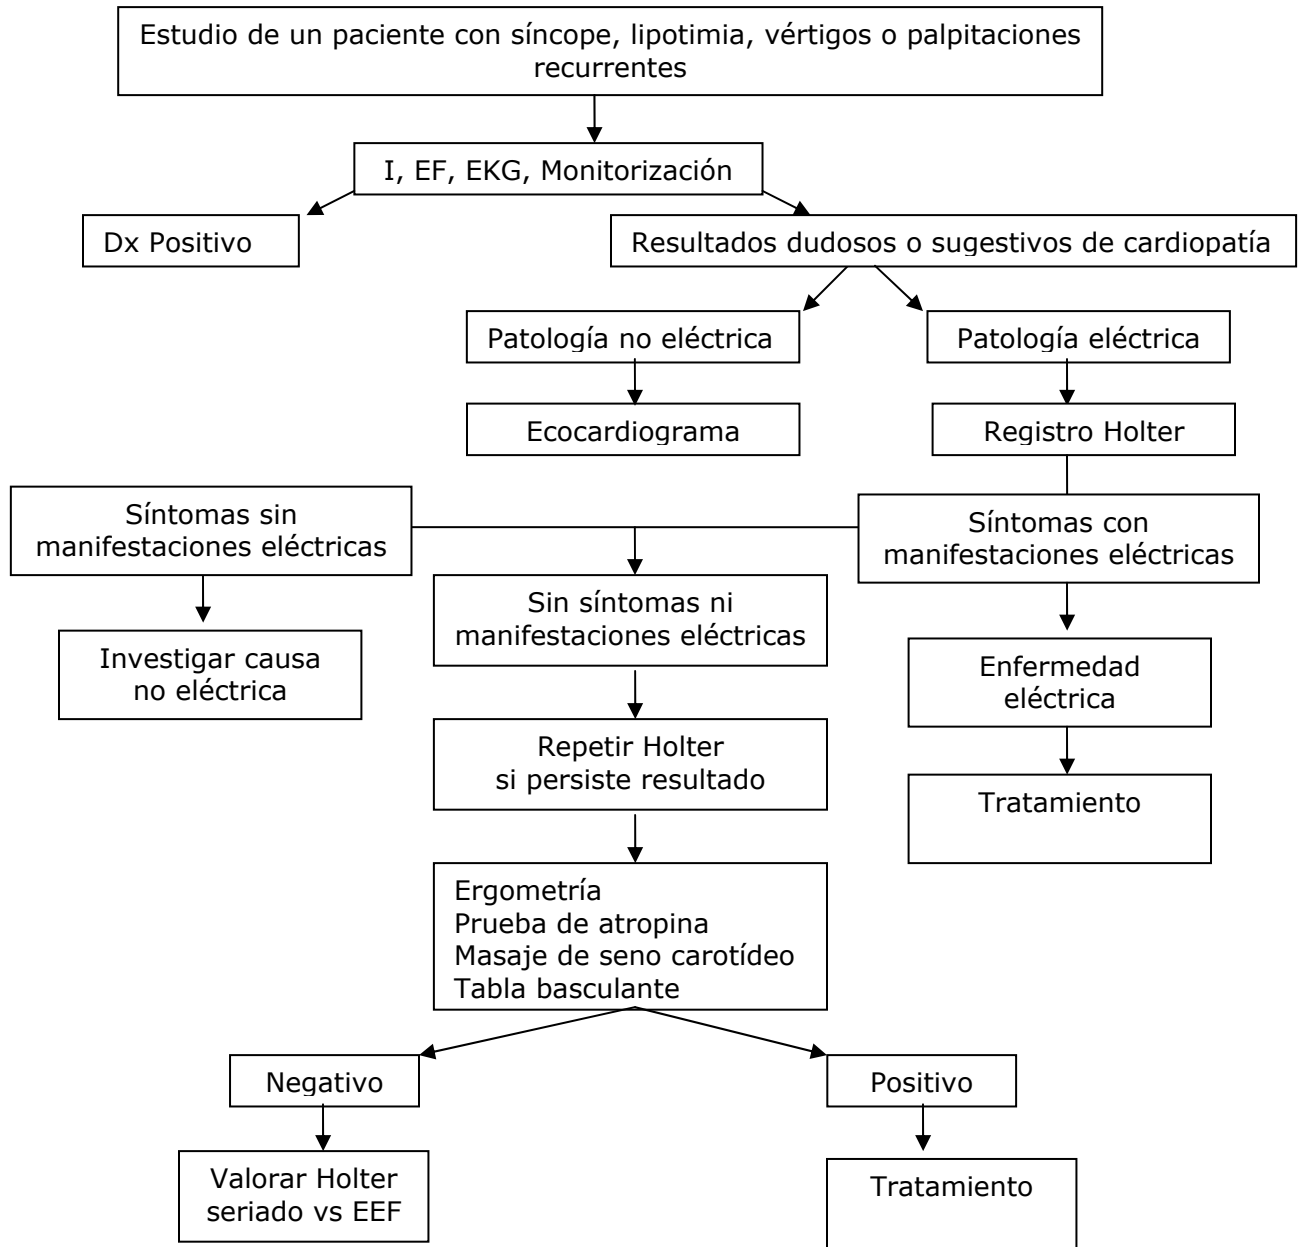 Estudio de un paciente con síncope, lipotimia, vértigos o palpitaciones
recurrentes
I, EF, EKG, Monitorización
Dx Positivo
Resultados dudosos o sugestivos de cardiopatía
Patología no eléctrica
Patología eléctrica
Ecocardiograma
Registro Holter
Síntomas sin
manifestaciones eléctricas
Síntomas con
manifestaciones eléctricas
Sin síntomas ni
manifestaciones eléctricas
Investigar causa
no eléctrica
Enfermedad
eléctrica
Repetir Holter
si persiste resultado
Tratamiento
Ergometría
Prueba de atropina
Masaje de seno carotídeo
Tabla basculante
Negativo
Positivo
Valorar Holter
seriado vs EEF
Tratamiento